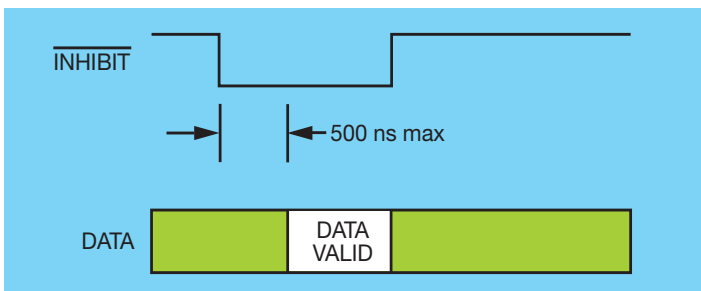 INHIBIT
500 ns max
DATA
DATA
VALID